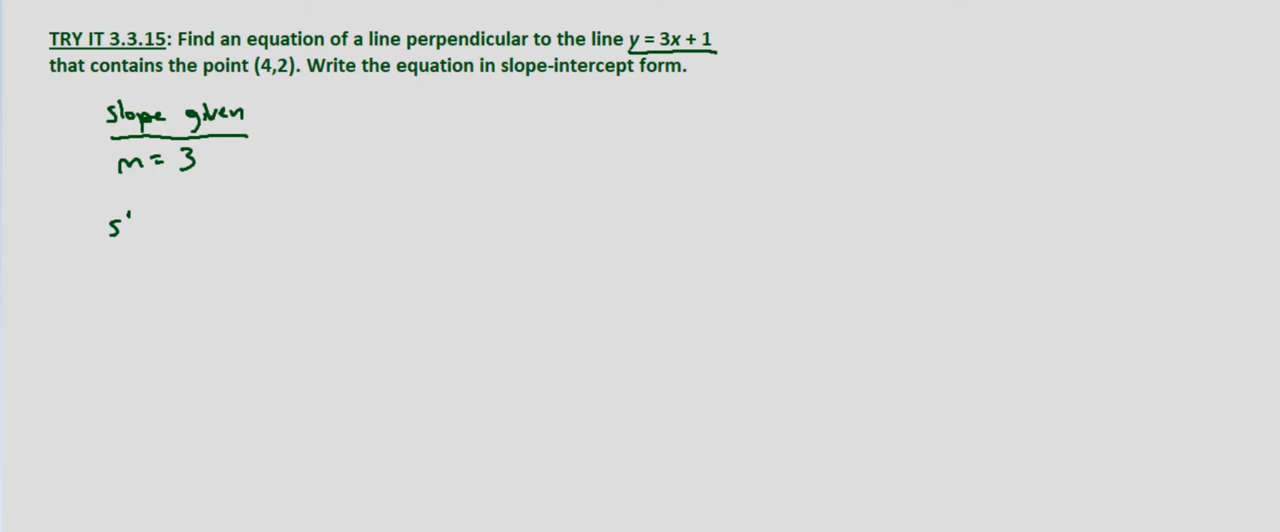 TRY IT 3.3.15: Find an equation of a line perpendicular to the line y = 3x + 1
that contains the point (4,2). Write the equation in slope-intercept form.
Slope given
m = 3
s'